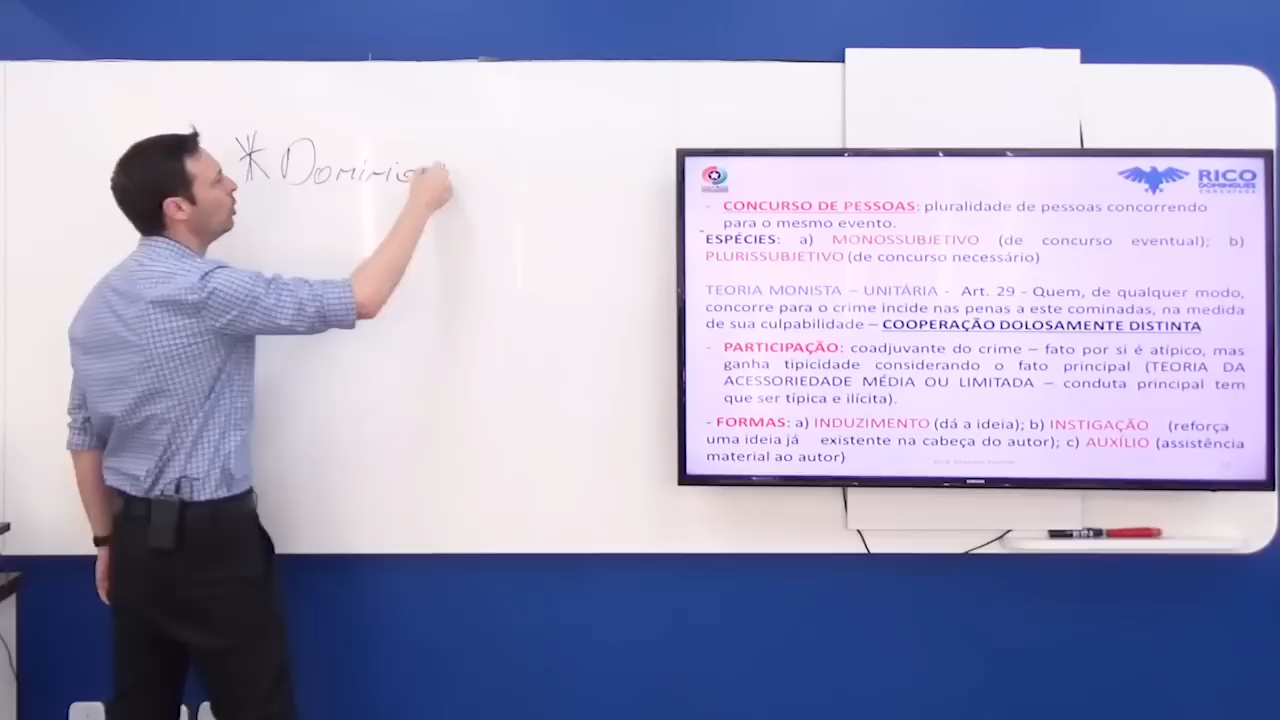 * Domínio
RICO
DOMINGUES
CONCURSOS
- CONCURSO DE PESSOAS: pluralidade de pessoas concorrendo
para o mesmo evento.
ESPÉCIES: a) MONOSSUBJETIVO (de concurso eventual); b)
PLURISSUBJETIVO (de concurso necessário)
TEORIA MONISTA – UNITÁRIA - Art. 29 - Quem, de qualquer modo,
concorre para o crime incide nas penas a este cominadas, na medida
de sua culpabilidade – COOPERAÇÃO DOLOSAMENTE DISTINTA
- PARTICIPAÇÃO: coadjuvante do crime – fato por si é atípico, mas
ganha tipicidade considerando o fato principal (TEORIA DA
ACESSORIEDADE MÉDIA OU LIMITADA – conduta principal tem
que ser típica e ilícita).
- FORMAS: a) INDUZIMENTO (dá a ideia); b) INSTIGAÇÃO (reforça
uma ideia já existente na cabeça do autor); c) AUXÍLIO (assistência
material ao autor)